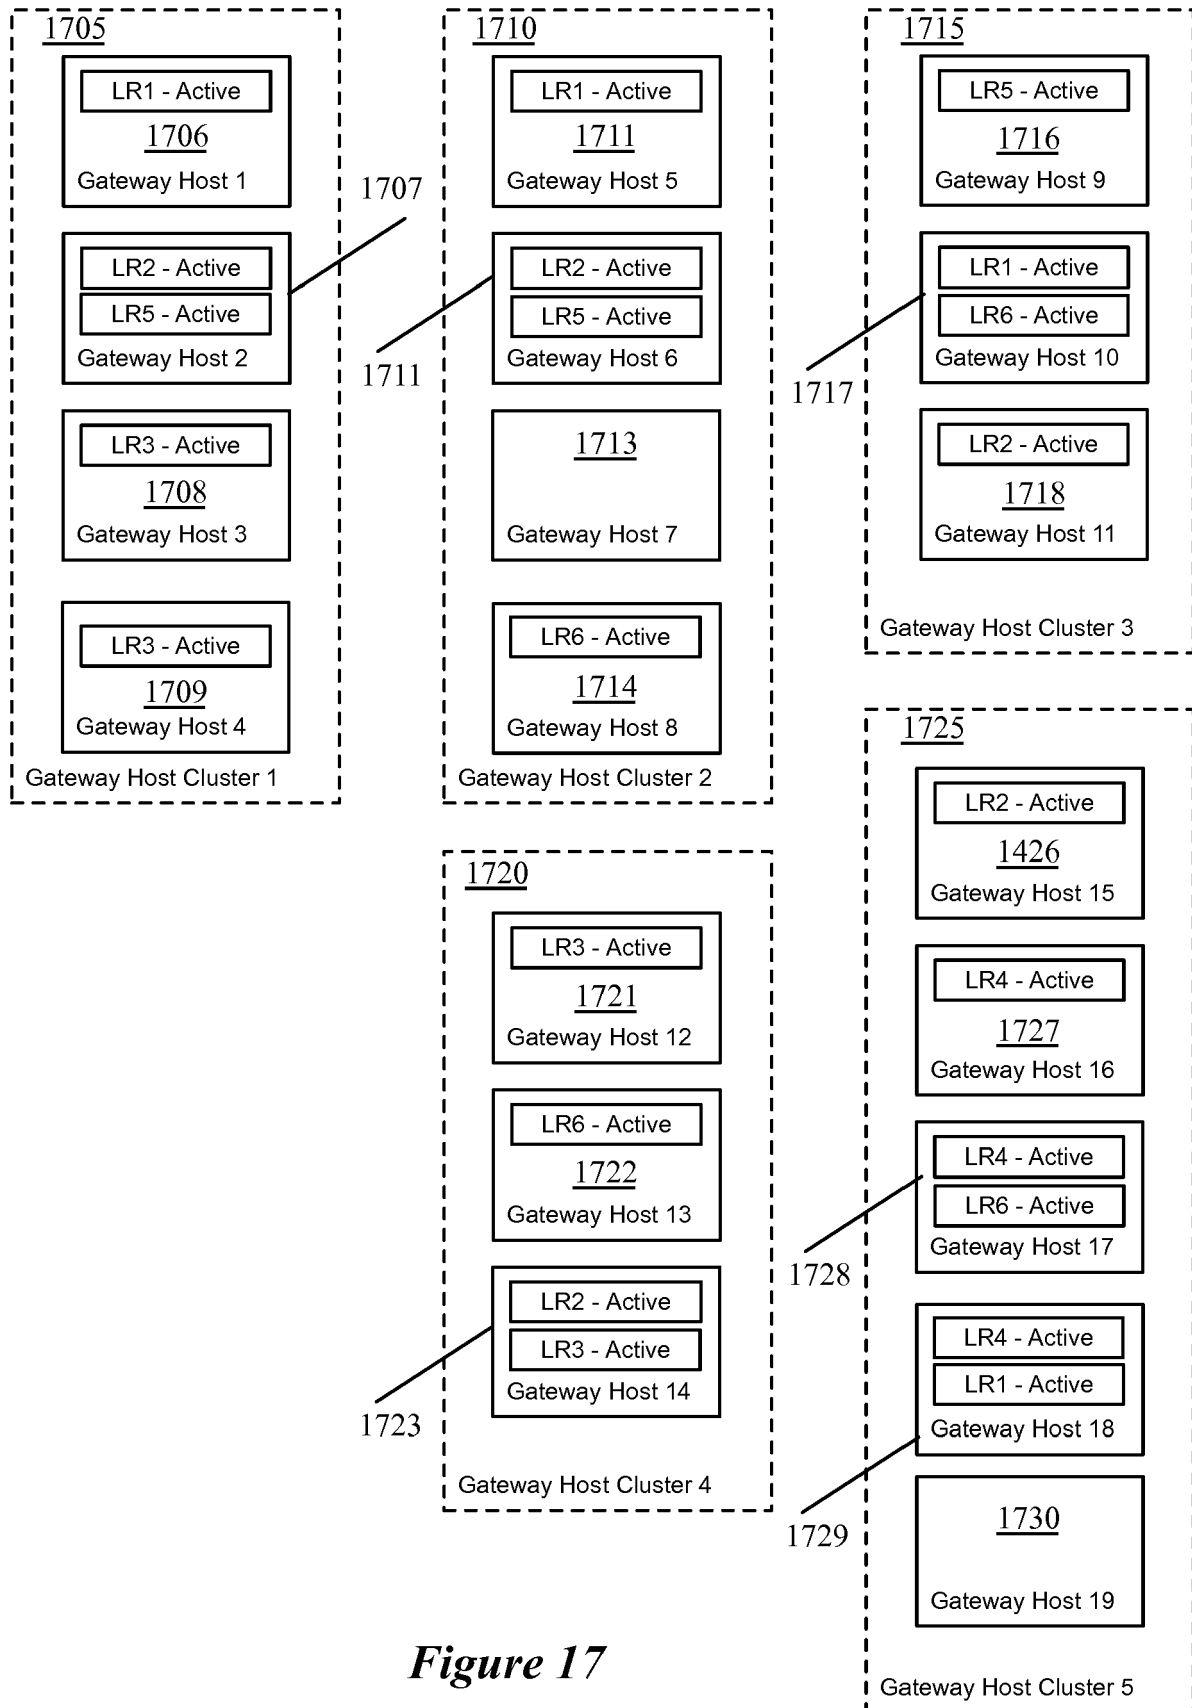 1705
LR1 - Active
1706
Gateway Host 1
LR2 - Active
LR5 - Active
Gateway Host 2
1707
LR3 - Active
1708
Gateway Host 3
LR3 - Active
1709
Gateway Host 4
Gateway Host Cluster 1
1710
LR1 - Active
1711
Gateway Host 5
LR2 - Active
LR5 - Active
Gateway Host 6
1711
1713
Gateway Host 7
LR6 - Active
1714
Gateway Host 8
Gateway Host Cluster 2
1715
LR5 - Active
1716
Gateway Host 9
LR1 - Active
LR6 - Active
Gateway Host 10
1717
LR2 - Active
1718
Gateway Host 11
Gateway Host Cluster 3
1720
LR3 - Active
1721
Gateway Host 12
LR6 - Active
1722
Gateway Host 13
LR2 - Active
LR3 - Active
Gateway Host 14
1723
Gateway Host Cluster 4
1725
LR2 - Active
1426
Gateway Host 15
LR4 - Active
1727
Gateway Host 16
LR4 - Active
LR6 - Active
Gateway Host 17
1728
LR4 - Active
LR1 - Active
Gateway Host 18
1729
1730
Gateway Host 19
Gateway Host Cluster 5
Figure 17